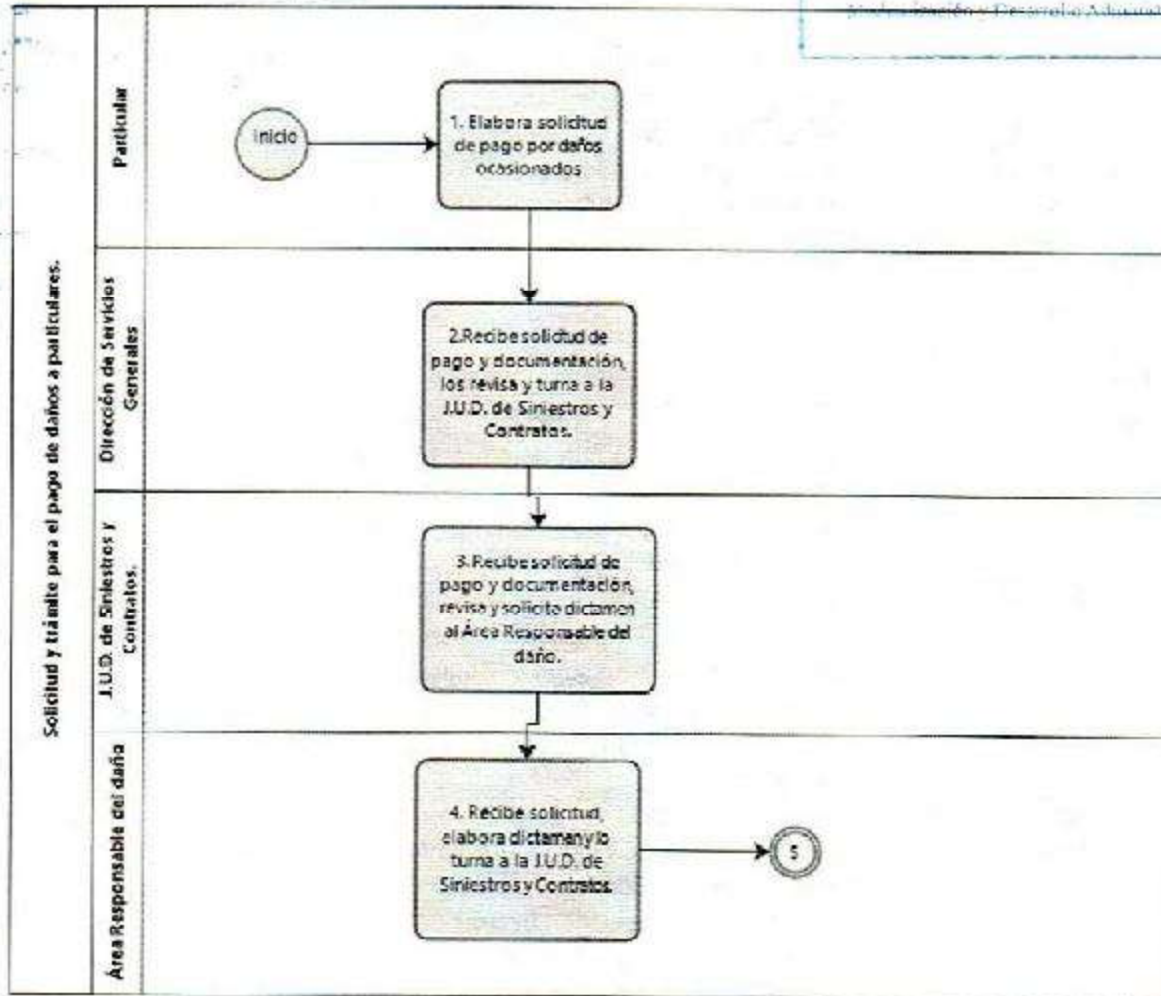 Modernización y Desarrollo
Solicitud y trámite para el pago de daños a particulares.
Particular
Inicio
1. Elabora solicitud
de pago por daños
ocasionados
Dirección de Servicios
Generales
2.Recibe solicitud de
pago y documentación,
los revisa y turna a la
J.U.D. de Siniestros y
Contratos.
J.U.D. de Siniestros y
Contratos.
3. Recibe solicitud de
pago y documentación,
revisa y solicita dictamen
al Área Responsable del
daño.
Área Responsable del daño
4. Recibe solicitud,
elabora dictamen y lo
turna a la J.U.D. de
Siniestros y Contratos.
5